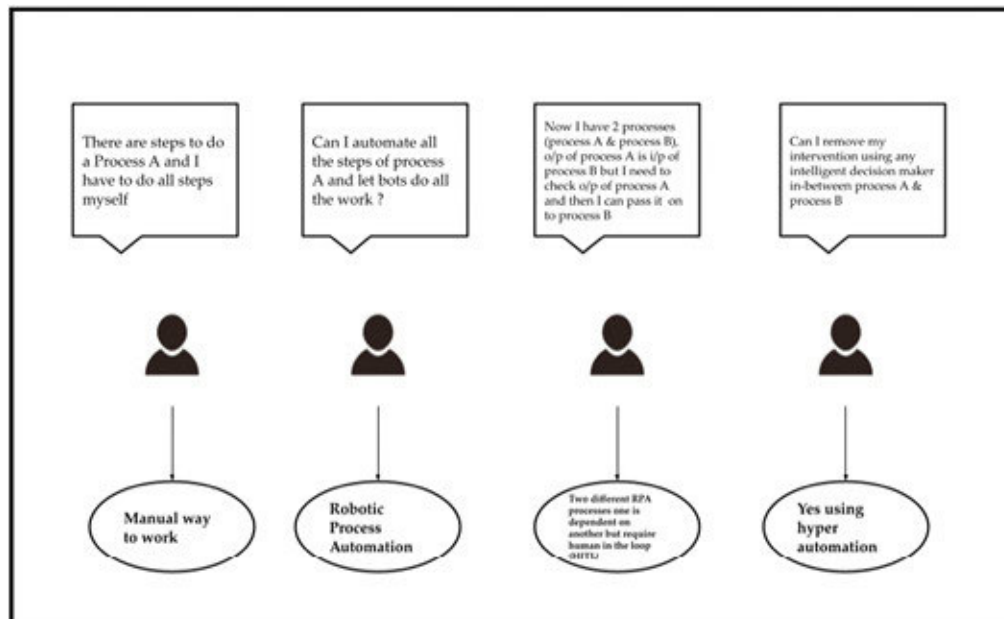 There are steps to do
a Process A and I
have to do all steps
myself
Can I automate all
the steps of process
A and let bots do all
the work ?
Now I have 2 processes
(process A & process B),
o/p of process A is i/p of
process B but I need to
check o/p of process A
and then I can pass it on
to process B
Can I remove my
intervention using any
intelligent decision maker
in-between process A &
process B
Manual way
to work
Robotic
Process
Automation
Two different RPA
processes one is
dependent on
another but require
human in the loop
(HITL)
Yes using
hyper
automation